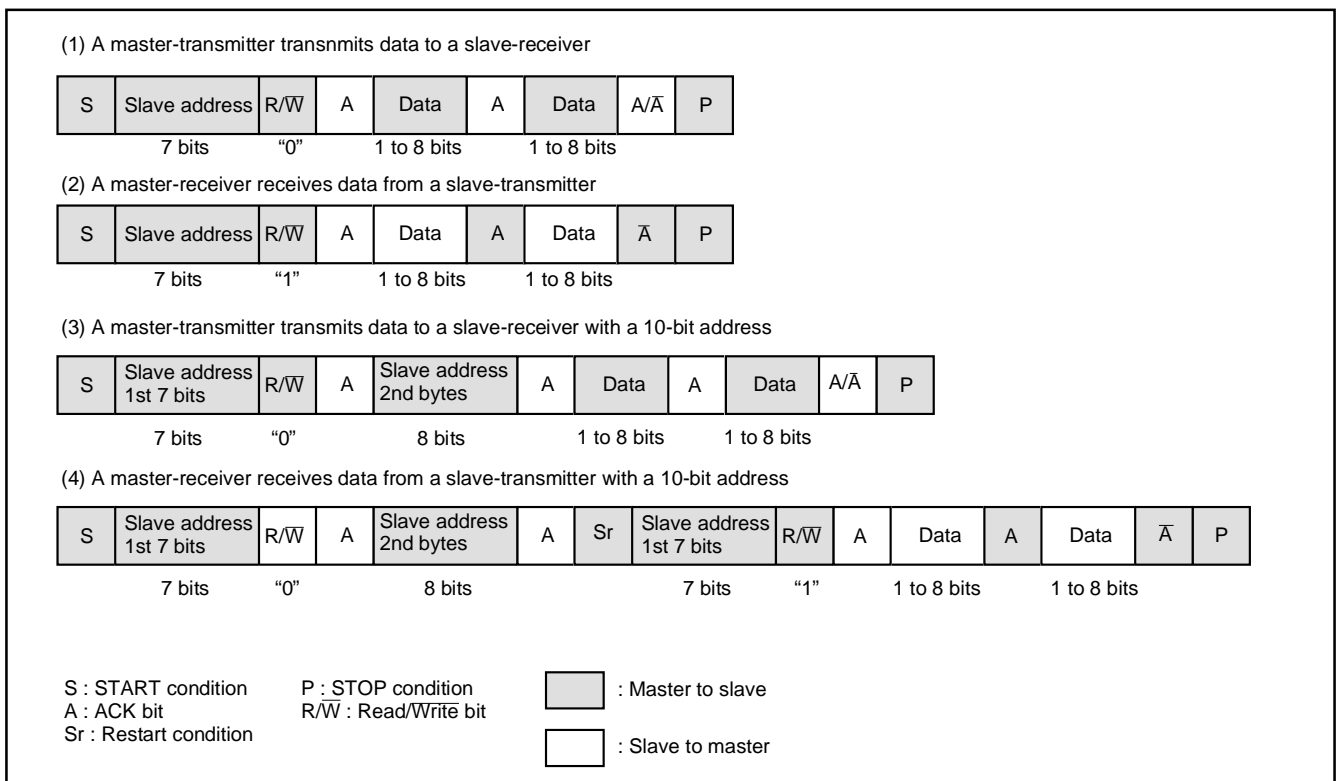 (1) A master-transmitter transnmits data to a slave-receiver
S Slave address R/W̅ A Data A Data A/A̅ P
7 bits “0” 1 to 8 bits 1 to 8 bits
(2) A master-receiver receives data from a slave-transmitter
S Slave address R/W̅ A Data A Data A̅ P
7 bits “1” 1 to 8 bits 1 to 8 bits
(3) A master-transmitter transmits data to a slave-receiver with a 10-bit address
S Slave address 1st 7 bits R/W̅ A Slave address 2nd bytes A Data A Data A/A̅ P
7 bits “0” 8 bits 1 to 8 bits 1 to 8 bits
(4) A master-receiver receives data from a slave-transmitter with a 10-bit address
S Slave address 1st 7 bits R/W̅ A Slave address 2nd bytes A Sr Slave address 1st 7 bits R/W̅ A Data A Data A̅ P
7 bits “0” 8 bits 7 bits “1” 1 to 8 bits 1 to 8 bits
S : START condition P : STOP condition : Master to slave
A : ACK bit R/W̅ : Read/W̅r̅i̅t̅e̅ bit
Sr : Restart condition
: Slave to master